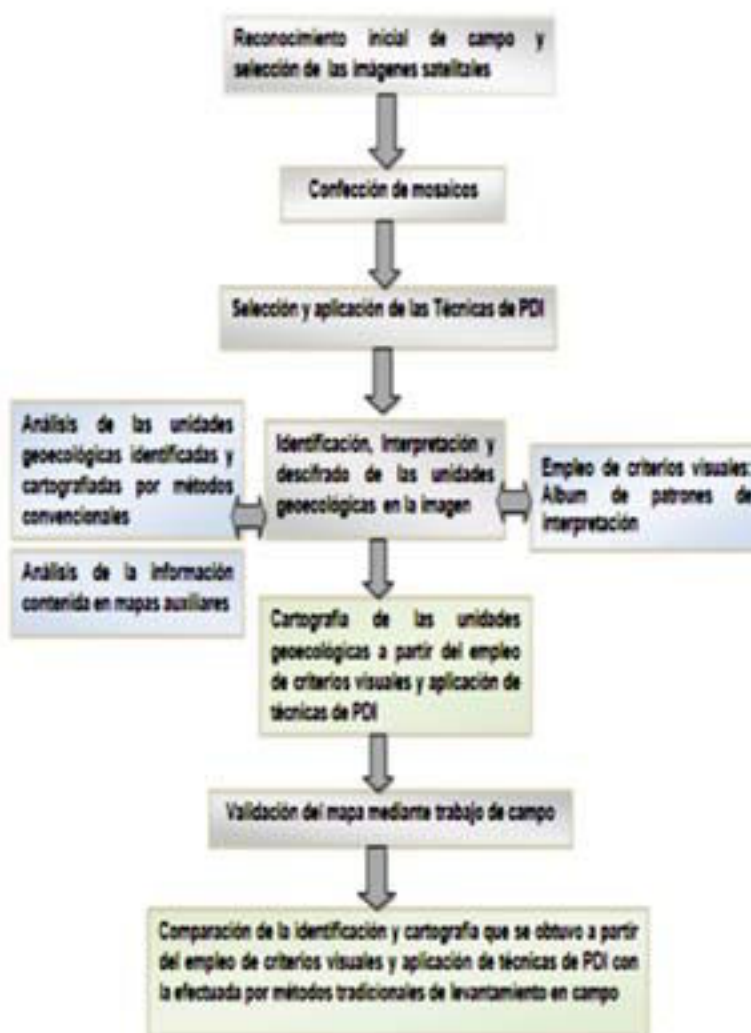 Reconocimiento inicial de campo y
selección de las imágenes satelitales
Confección de mosaicos
Selección y aplicación de las Técnicas de PDI
Análisis de las unidades
geoecológicas identificadas y
cartografiadas por métodos
convencionales
Análisis de la información
contenida en mapas auxiliares
Identificación, Interpretación y
descifrado de las unidades
geoecológicas en la imagen
Empleo de criterios visuales:
Album de patrones de
interpretación
Cartografía de las unidades
geoecológicas a partir del empleo
de criterios visuales y aplicación de
técnicas de PDI
Validación del mapa mediante trabajo de campo
Comparación de la identificación y cartografía que se obtuvo a partir
del empleo de criterios visuales y aplicación de técnicas de PDI con
la efectuada por métodos tradicionales de levantamiento en campo